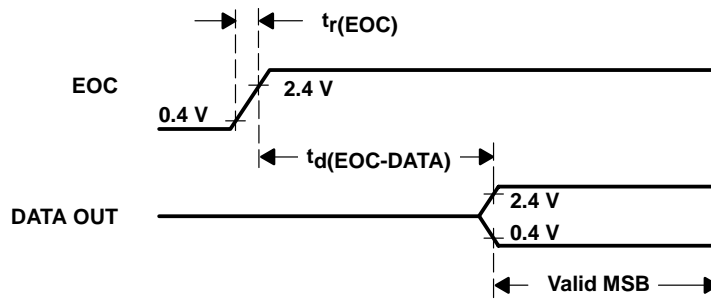 tr(EOC)
EOC
2.4 V
0.4 V
td(EOC-DATA)
DATA OUT
2.4 V
0.4 V
Valid MSB